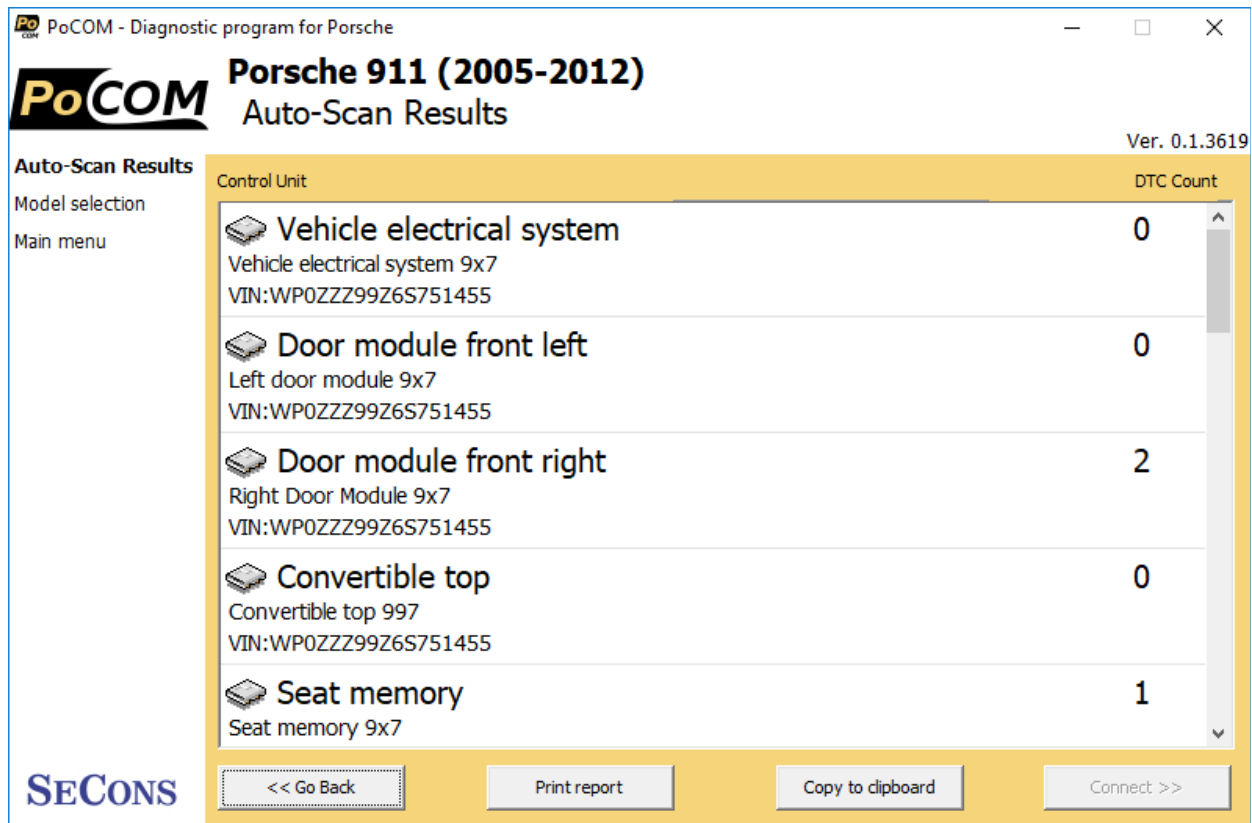 PoCOM - Diagnostic program for Porsche
PoCOM
Porsche 911 (2005-2012)
Auto-Scan Results
Ver. 0.1.3619
Auto-Scan Results
Model selection
Main menu
Control Unit DTC Count
Vehicle electrical system 0
Vehicle electrical system 9x7
VIN:WP0ZZZ99Z6S751455
Door module front left 0
Left door module 9x7
VIN:WP0ZZZ99Z6S751455
Door module front right 2
Right Door Module 9x7
VIN:WP0ZZZ99Z6S751455
Convertible top 0
Convertible top 997
VIN:WP0ZZZ99Z6S751455
Seat memory 1
Seat memory 9x7
SECONS
<< Go Back Print report Copy to clipboard Connect >>